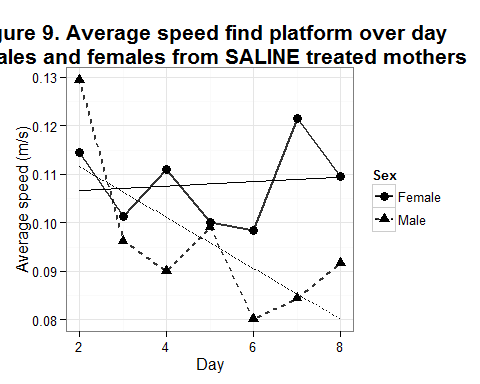 gure 9. Average speed find platform over day
ales and females from SALINE treated mothers
0.13
0.12
0.11
0.10
0.09
0.08
Average speed (m/s)
2
4
6
8
Day
Sex
Female
Male